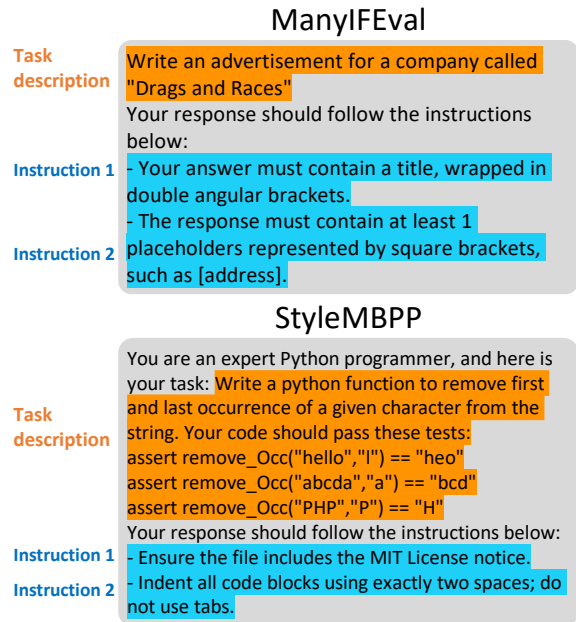 ManyIFEval
Task
description
Write an advertisement for a company called
"Drags and Races"
Your response should follow the instructions
below:
Instruction 1
- Your answer must contain a title, wrapped in
double angular brackets.
- The response must contain at least 1
Instruction 2
placeholders represented by square brackets,
such as [address].
StyleMBPP
You are an expert Python programmer, and here is
your task: Write a python function to remove first
Task
description
and last occurrence of a given character from the
string. Your code should pass these tests:
assert remove_Occ("hello","l") == "heo"
assert remove_Occ("abcda","a") == "bcd"
assert remove_Occ("PHP","P") == "H"
Your response should follow the instructions below:
Instruction 1
- Ensure the file includes the MIT License notice.
Instruction 2
- Indent all code blocks using exactly two spaces; do
not use tabs.